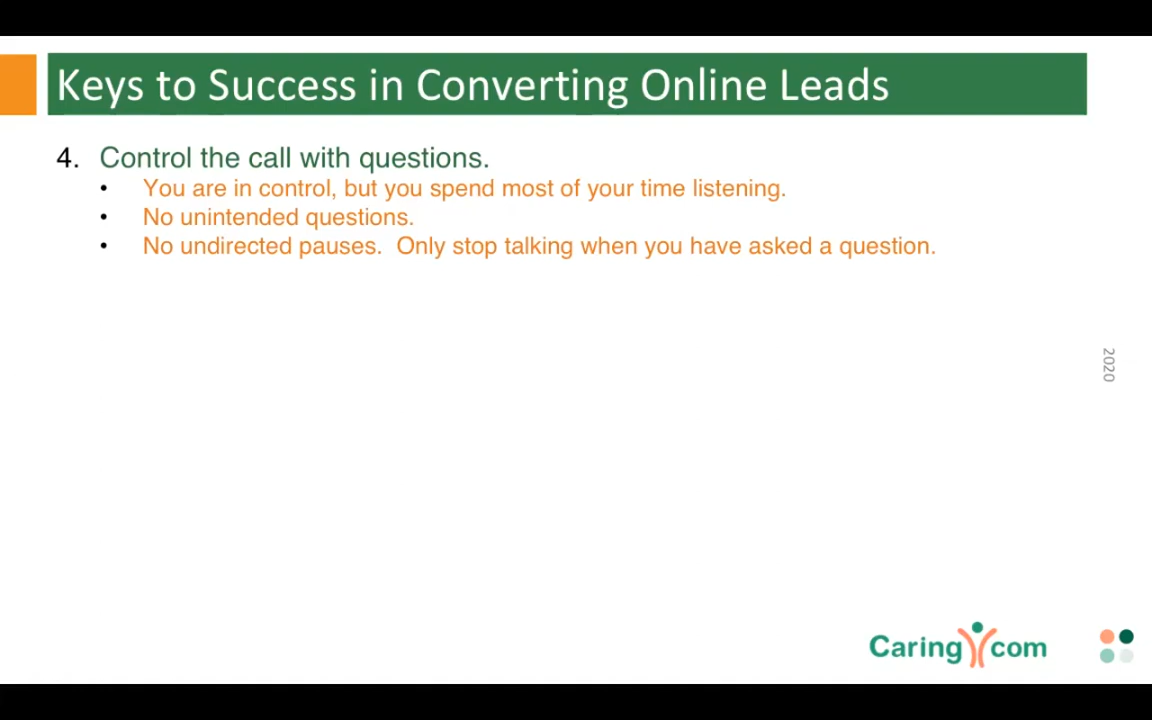 Keys to Success in Converting Online Leads
4. Control the call with questions.
• You are in control, but you spend most of your time listening.
• No unintended questions.
• No undirected pauses.  Only stop talking when you have asked a question.
2020
Caring com